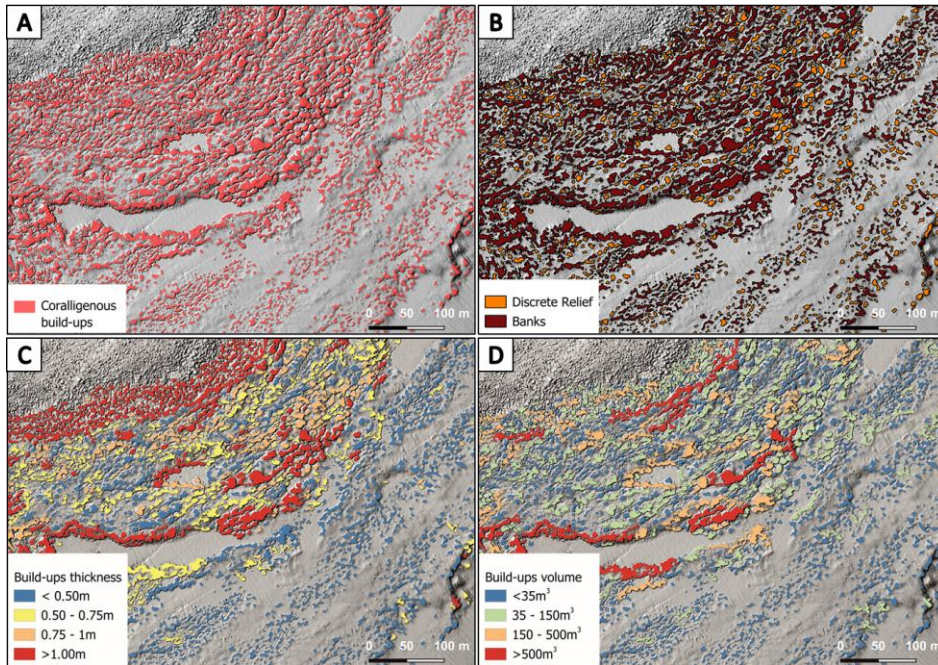 A
Coralligenous
build-ups
0 50 100 m
B
Discrete Relief
Banks
0 50 100 m
C
Build-ups thickness
< 0.50m
0.50 - 0.75m
0.75 - 1m
>1.00m
0 50 100 m
D
Build-ups volume
<35m³
35 - 150m³
150 - 500m³
>500m³
0 50 100 m